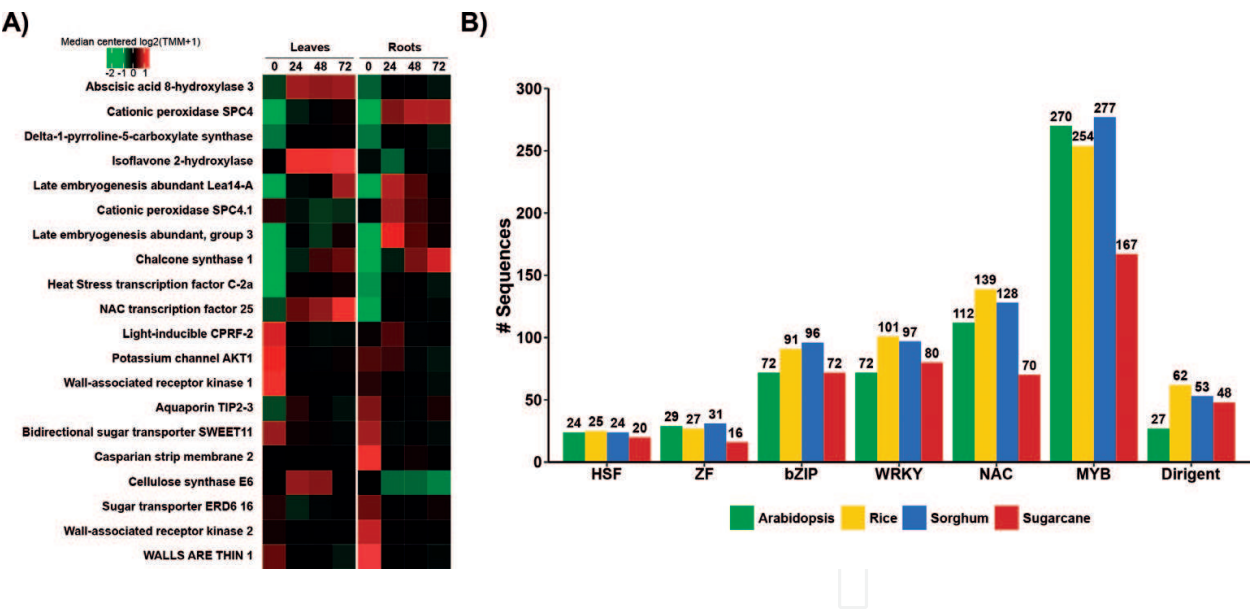 A)
Median centered log2(TMM+1)
-2 -1 0 1
Leaves Roots
0 24 48 72 0 24 48 72
Abscisic acid 8-hydroxylase 3
Cationic peroxidase SPC4
Delta-1-pyrroline-5-carboxylate synthase
Isoflavone 2-hydroxylase
Late embryogenesis abundant Lea14-A
Cationic peroxidase SPC4.1
Late embryogenesis abundant, group 3
Chalcone synthase 1
Heat Stress transcription factor C-2a
NAC transcription factor 25
Light-inducible CPRF-2
Potassium channel AKT1
Wall-associated receptor kinase 1
Aquaporin TIP2-3
Bidirectional sugar transporter SWEET11
Casparian strip membrane 2
Cellulose synthase E6
Sugar transporter ERD6 16
Wall-associated receptor kinase 2
WALLS ARE THIN 1
B)
# Sequences
300
250
200
150
100
50
0
24 25 24 20
29 27 31 16
72 91 96 72
72 101 97 80
112 139 128 70
270 254 277 167
27 62 53 48
HSF ZF bZIP WRKY NAC MYB Dirigent
Arabidopsis Rice Sorghum Sugarcane